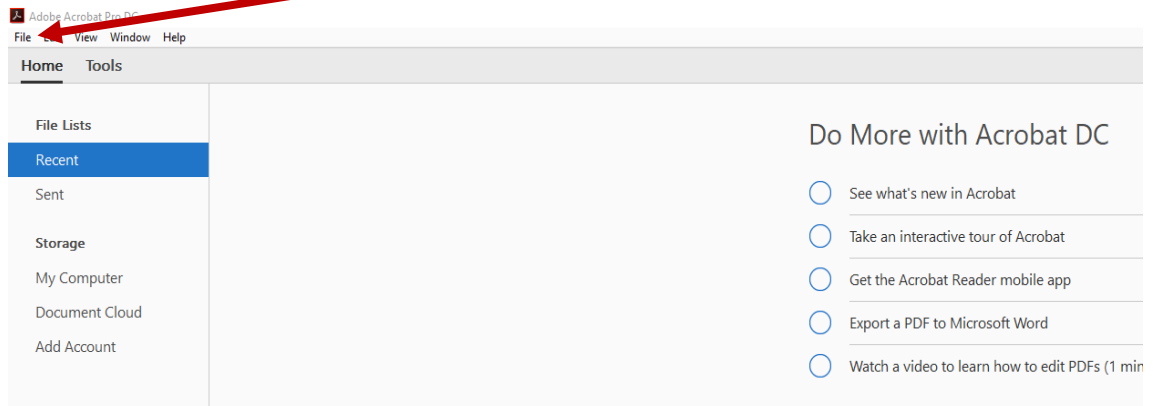 Adobe Acrobat Pro DC
File View Window Help
Home Tools
File Lists
Recent
Sent
Storage
My Computer
Document Cloud
Add Account
Do More with Acrobat DC
See what's new in Acrobat
Take an interactive tour of Acrobat
Get the Acrobat Reader mobile app
Export a PDF to Microsoft Word
Watch a video to learn how to edit PDFs (1 min